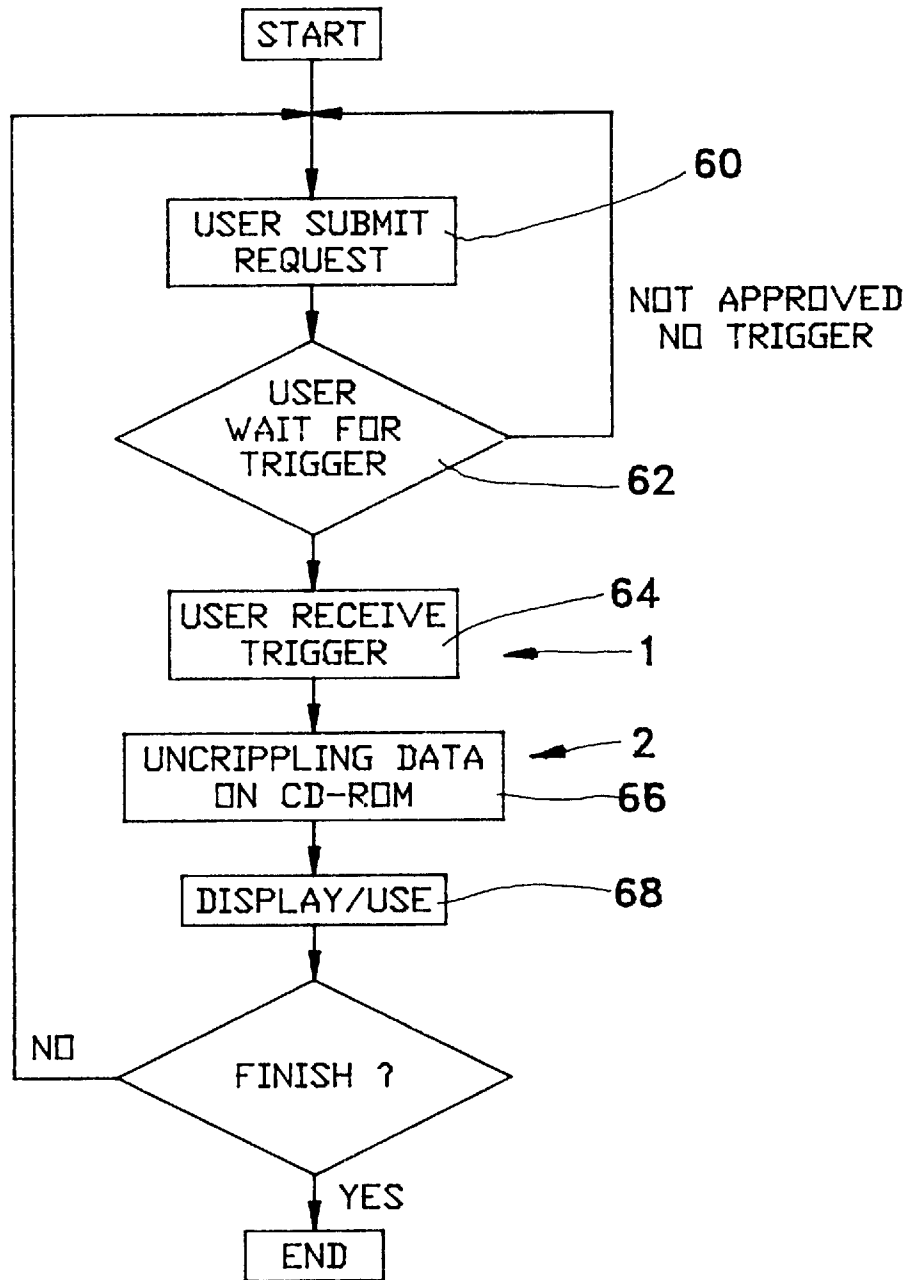 START
60
USER SUBMIT
REQUEST
NOT APPROVED
NO TRIGGER
USER
WAIT FOR
TRIGGER
62
64
USER RECEIVE
TRIGGER
1
2
UNCRIPPLING DATA
ON CD-ROM
66
DISPLAY/USE
68
NO
FINISH ?
YES
END